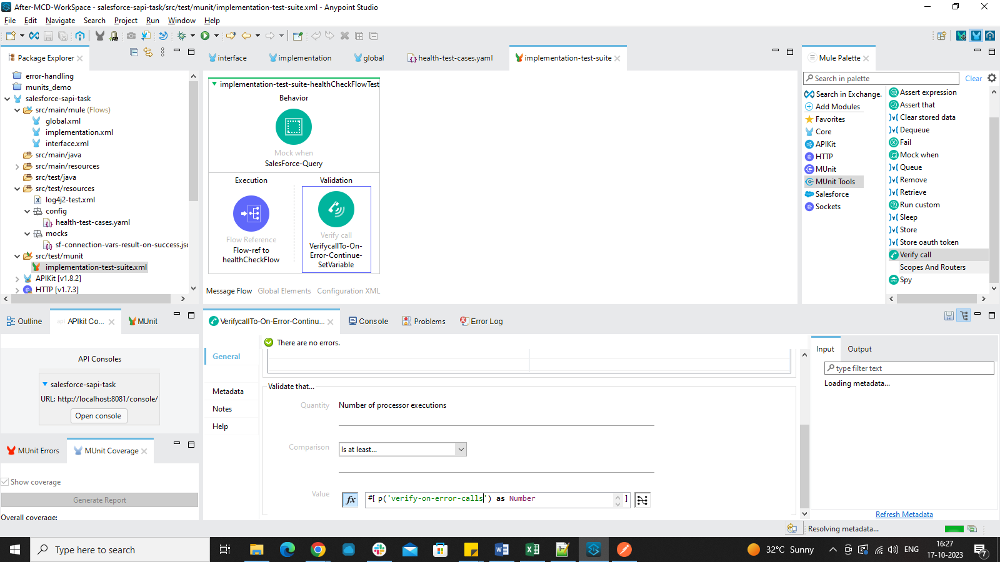 After-MCD-WorkSpace - salesforce-sapi-task/src/test/munit/implementation-test-suite.xml - Anypoint Studio
File Edit Navigate Search Project Run Window Help
Package Explorer
error-handling
munits_demo
salesforce-sapi-task
src/main/mule (Flows)
global.xml
implementation.xml
interface.xml
src/main/java
src/main/resources
src/test/java
src/test/resources
log4j2-test.xml
config
health-test-cases.yaml
mocks
sf-connection-vars-result-on-success.jsc
src/test/munit
implementation-test-suite.xml
APIKit [v1.8.2]
HTTP [v1.7.3]
interface implementation global health-test-cases.yaml implementation-test-suite
implementation-test-suite-healthCheckFlowTest
Behavior
Mock when
SalesForce-Query
Execution
Validation
Flow Reference
Flow-ref to
healthCheckFlow
Verify call
VerifycallTo-On-
Error-Continue-
SetVariable
Message Flow Global Elements Configuration XML
Mule Palette
Search in palette
Clear
Search in Exchange.
Add Modules
Favorites
Core
APIKit
HTTP
MUnit
MUnit Tools
Salesforce
Sockets
Assert expression
Assert that
Clear stored data
Dequeue
Fail
Mock when
Queue
Remove
Retrieve
Run custom
Sleep
Store
Store oauth token
Verify call
Scopes And Routers
Spy
Outline api APIkit Co... MUnit
API Consoles
salesforce-sapi-task
URL: http://localhost:8081/console/
Open console
MUnit Errors MUnit Coverage
Show coverage
Generate Report
Overall coverage:
VerifycallTo-On-Error-Continu... Console Problems Error Log
There are no errors.
General
Metadata
Notes
Help
Validate that...
Quantity Number of processor executions
Comparison Is at least...
Value fx #[ p('verify-on-error-calls') as Number ]
Input Output
type filter text
Loading metadata...
Refresh Metadata
Resolving metadata...
Type here to search
32°C Sunny
ENG
16:27
17-10-2023
7